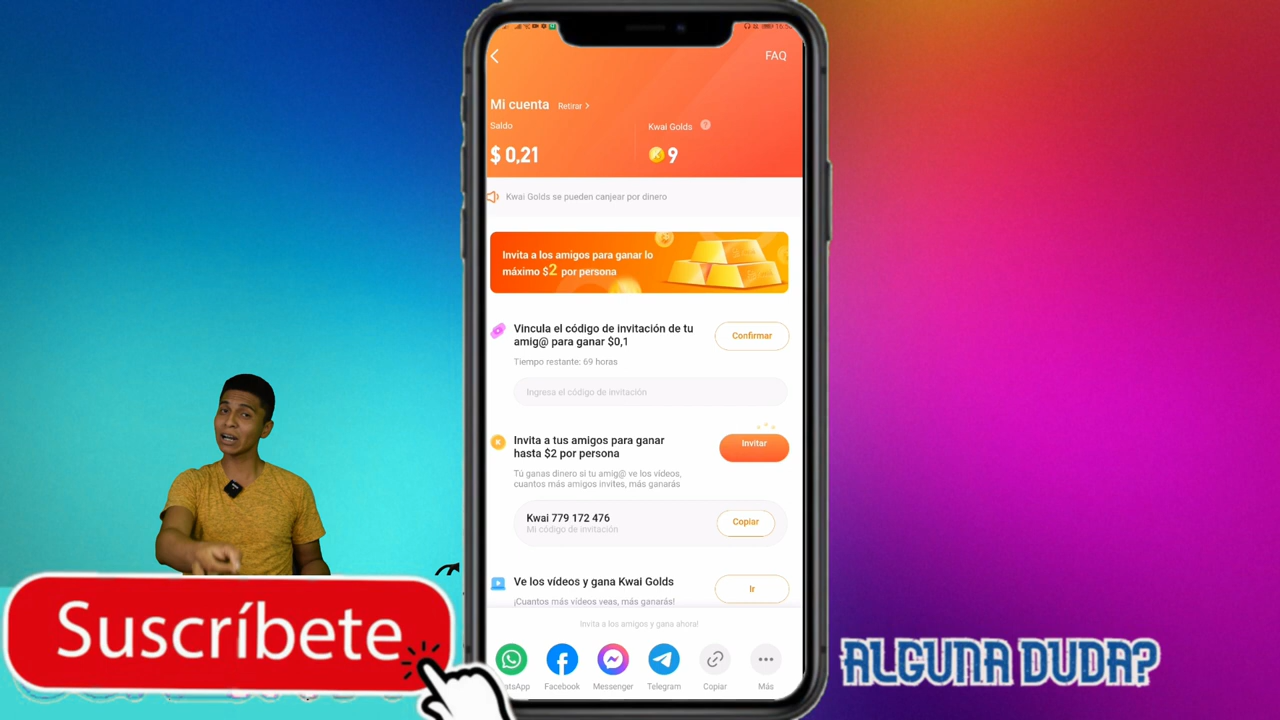 FAQ
Mi cuenta Retirar >
Saldo
Kwai Golds ?
$ 0,21
K 9
Kwai Golds se pueden canjear por dinero
Invita a los amigos para ganar lo
máximo $2 por persona
Vincula el código de invitación de tu
amig@ para ganar $0,1
Confirmar
Tiempo restante: 69 horas
Ingresa el código de invitación
Invita a tus amigos para ganar
hasta $2 por persona
Invitar
Tú ganas dinero si tu amig@ ve los vídeos,
cuantos más amigos invites, más ganarás
Kwai 779 172 476
Mi código de invitación
Copiar
Ve los vídeos y gana Kwai Golds
Ir
¡Cuantos más vídeos veas, más ganarás!
Invita a los amigos y gana ahora!
atsApp Facebook Messenger Telegram Copiar Más
Suscríbete
ALGUNA DUDA?